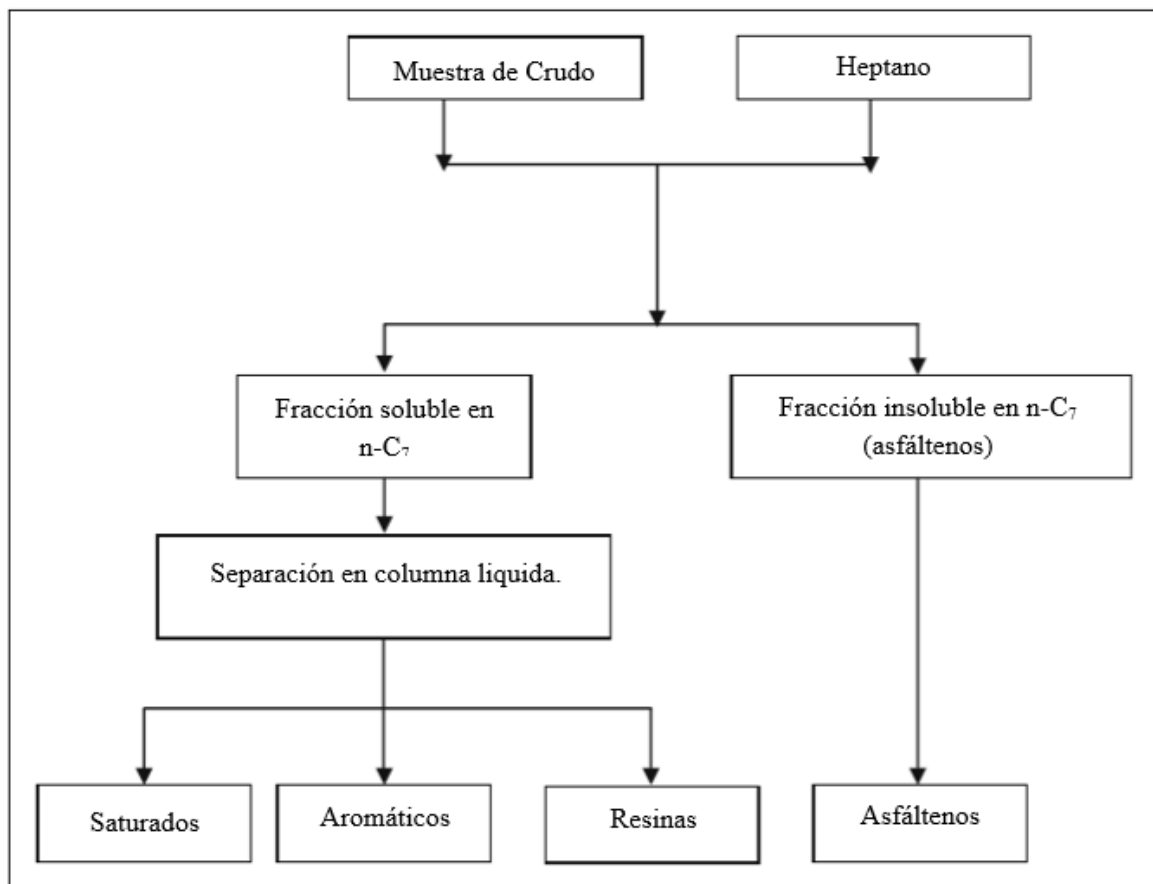 Muestra de Crudo
Heptano
Fracción soluble en
n-C₇
Fracción insoluble en n-C₇
(asfáltenos)
Separación en columna liquida.
Saturados
Aromáticos
Resinas
Asfáltenos